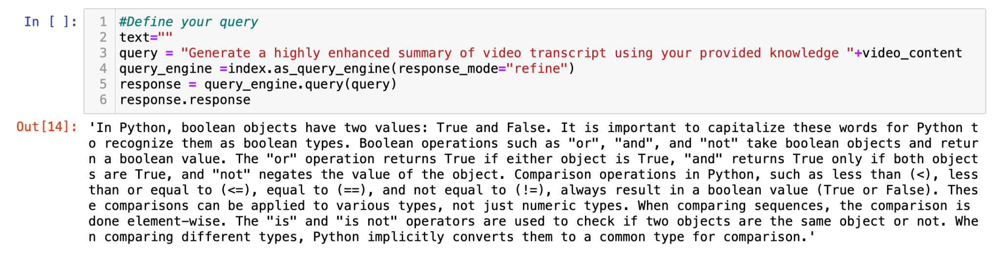 In [ ]:
1 #Define your query
2 text=""
3 query = "Generate a highly enhanced summary of video transcript using your provided knowledge "+video_content
4 query_engine =index.as_query_engine(response_mode="refine")
5 response = query_engine.query(query)
6 response.response
Out[14]: 'In Python, boolean objects have two values: True and False. It is important to capitalize these words for Python t
o recognize them as boolean types. Boolean operations such as "or", "and", and "not" take boolean objects and retur
n a boolean value. The "or" operation returns True if either object is True, "and" returns True only if both object
s are True, and "not" negates the value of the object. Comparison operations in Python, such as less than (<), less
than or equal to (<=), equal to (==), and not equal to (!=), always result in a boolean value (True or False). Thes
e comparisons can be applied to various types, not just numeric types. When comparing sequences, the comparison is
done element-wise. The "is" and "is not" operators are used to check if two objects are the same object or not. Whe
n comparing different types, Python implicitly converts them to a common type for comparison.'